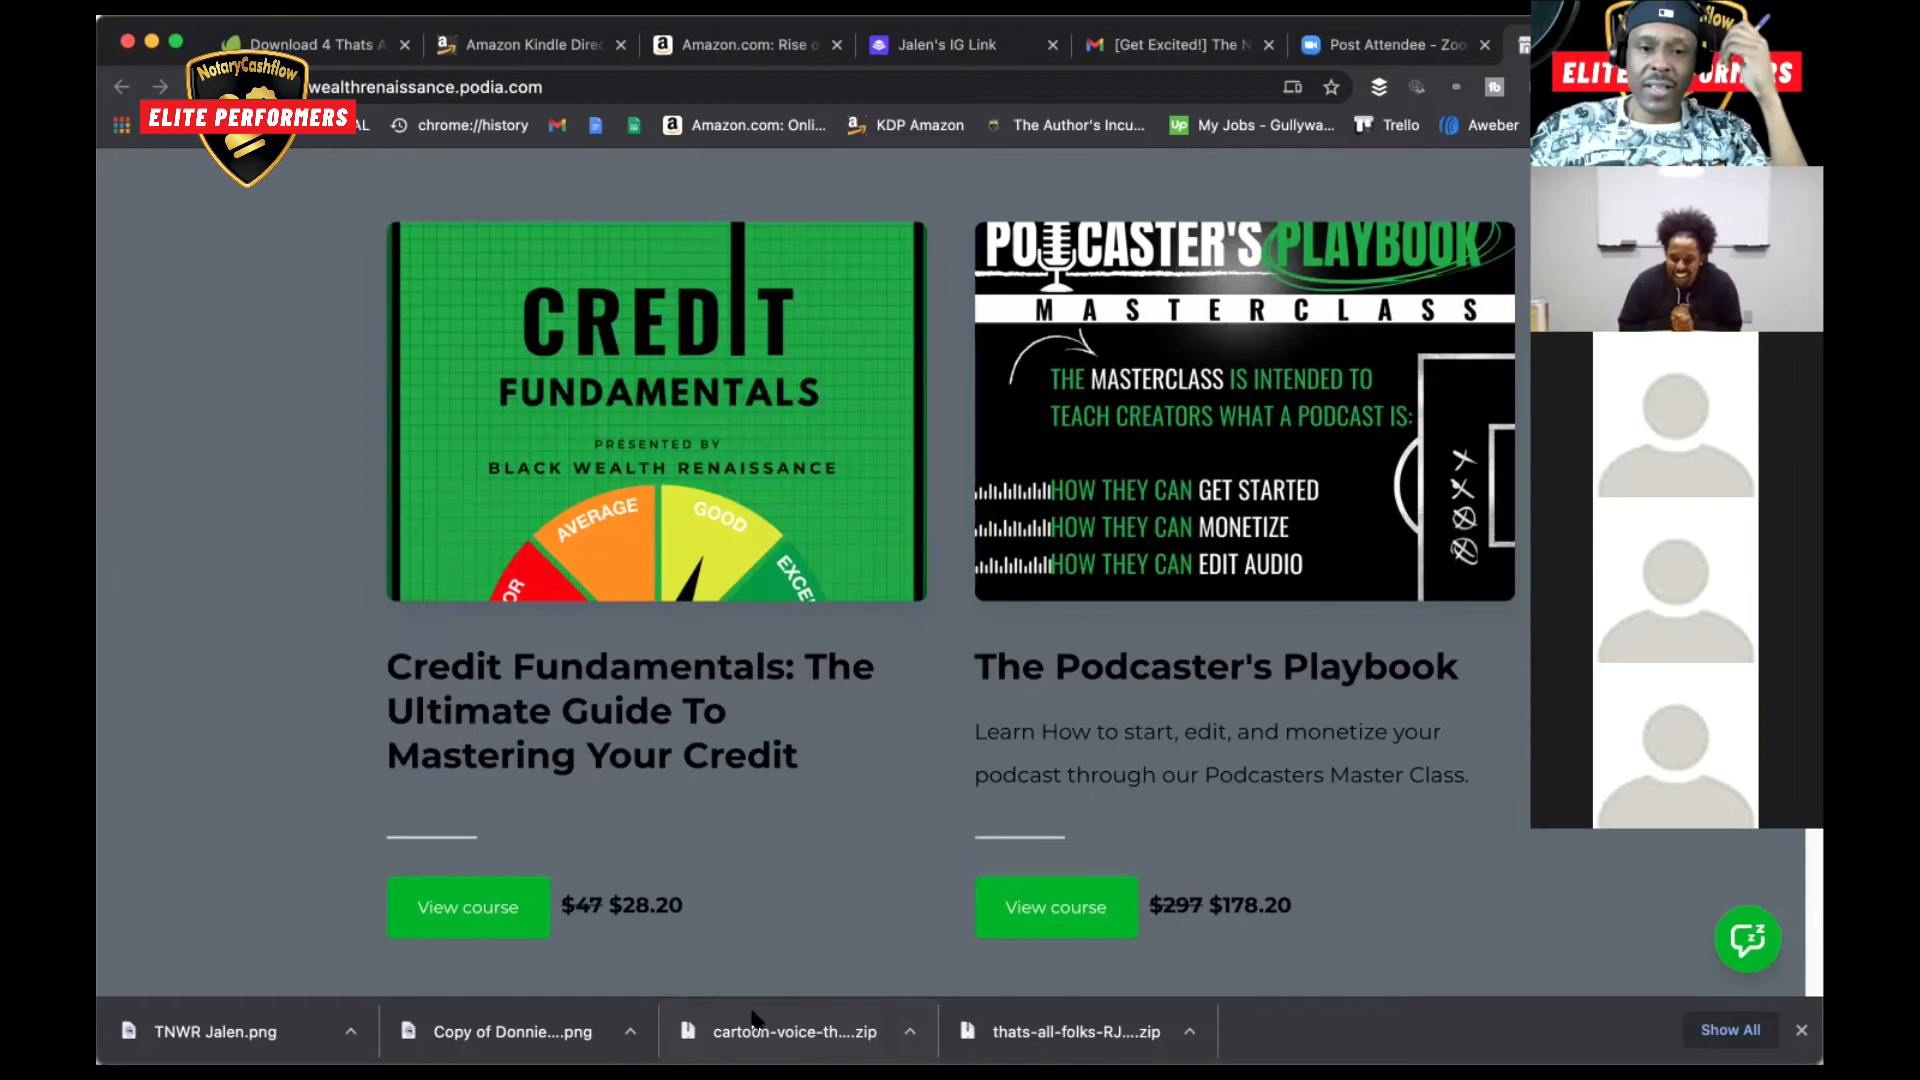 Download 4 Thats A
Amazon Kindle Direc
Amazon.com: Rise o
Jalen's IG Link
[Get Excited!] The N
Post Attendee - Zoo
wealthrenaissance.podia.com
NotaryCashflow
ELITE PERFORMERS
AL
chrome://history
Amazon.com: Onli...
KDP Amazon
The Author's Incu...
My Jobs - Gullywa...
Trello
Aweber
CREDIT
FUNDAMENTALS
PRESENTED BY
BLACK WEALTH RENAISSANCE
OR
AVERAGE
GOOD
EXCEL
PODCASTER'S PLAYBOOK
MASTERCLASS
THE MASTERCLASS IS INTENDED TO
TEACH CREATORS WHAT A PODCAST IS:
HOW THEY CAN GET STARTED
HOW THEY CAN MONETIZE
HOW THEY CAN EDIT AUDIO
Credit Fundamentals: The
Ultimate Guide To
Mastering Your Credit
The Podcaster's Playbook
Learn How to start, edit, and monetize your
podcast through our Podcasters Master Class.
View course $47 $28.20
View course $297 $178.20
TNWR Jalen.png
Copy of Donnie....png
cartoon-voice-th....zip
thats-all-folks-RJ....zip
Show All